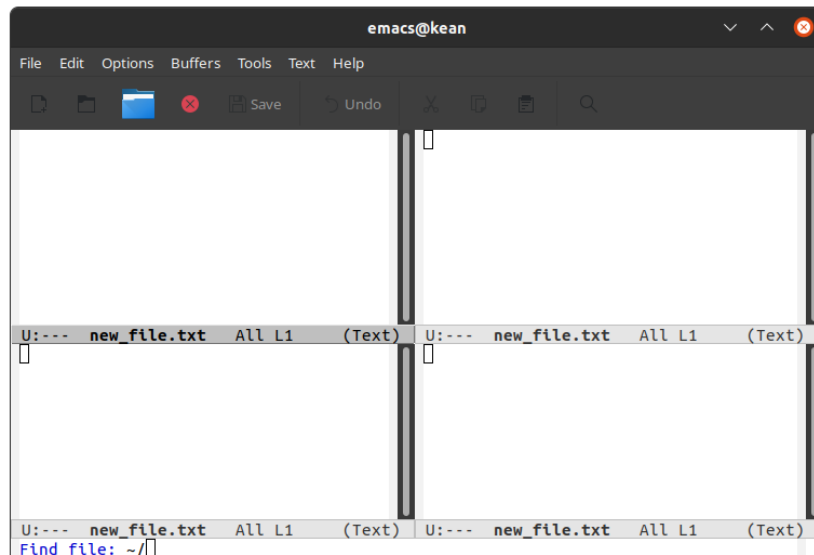 emacs@kean
File Edit Options Buffers Tools Text Help
Save Undo
U:--- new_file.txt All L1 (Text) U:--- new_file.txt All L1 (Text)
U:--- new_file.txt All L1 (Text) U:--- new_file.txt All L1 (Text)
Find file: ~/